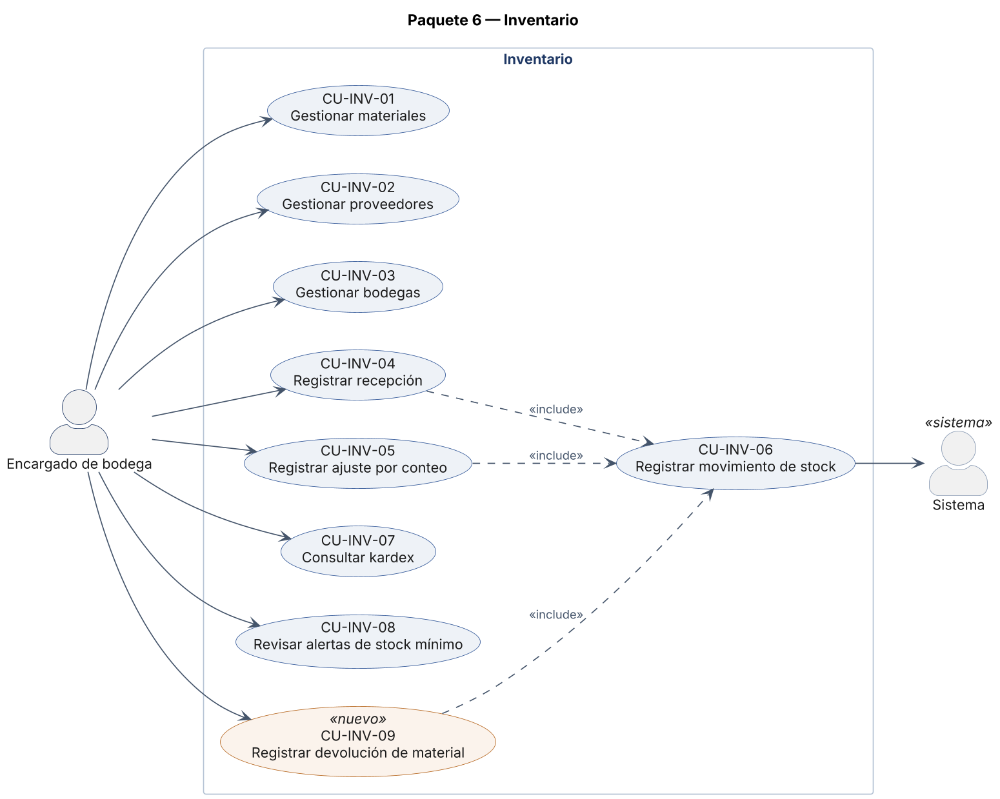 Paquete 6 — Inventario
Inventario
CU-INV-01
Gestionar materiales
CU-INV-02
Gestionar proveedores
CU-INV-03
Gestionar bodegas
CU-INV-04
Registrar recepción
«include»
«sistema»
CU-INV-05
Registrar ajuste por conteo
«include»
CU-INV-06
Registrar movimiento de stock
Encargado de bodega
Sistema
CU-INV-07
Consultar kardex
«include»
CU-INV-08
Revisar alertas de stock mínimo
«nuevo»
CU-INV-09
Registrar devolución de material